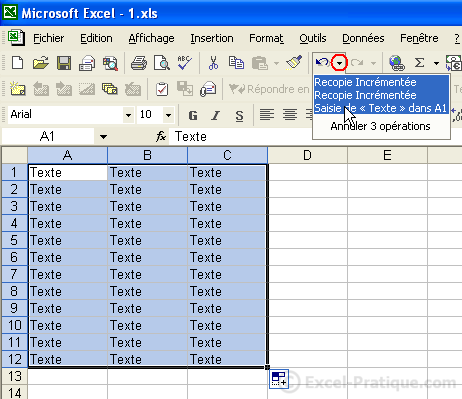 Microsoft Excel - 1.xls
Fichier Edition Affichage Insertion Format Outils Données Fenêtre
Recopie Incrémentée
Recopie Incrémentée
Saisie de « Texte » dans A1
Annuler 3 opérations
Répondre en
Arial 10 G
A1 fx Texte
A B C D E
1 Texte Texte Texte
2 Texte Texte Texte
3 Texte Texte Texte
4 Texte Texte Texte
5 Texte Texte Texte
6 Texte Texte Texte
7 Texte Texte Texte
8 Texte Texte Texte
9 Texte Texte Texte
10 Texte Texte Texte
11 Texte Texte Texte
12 Texte Texte Texte
13
14
Excel-Pratique.com